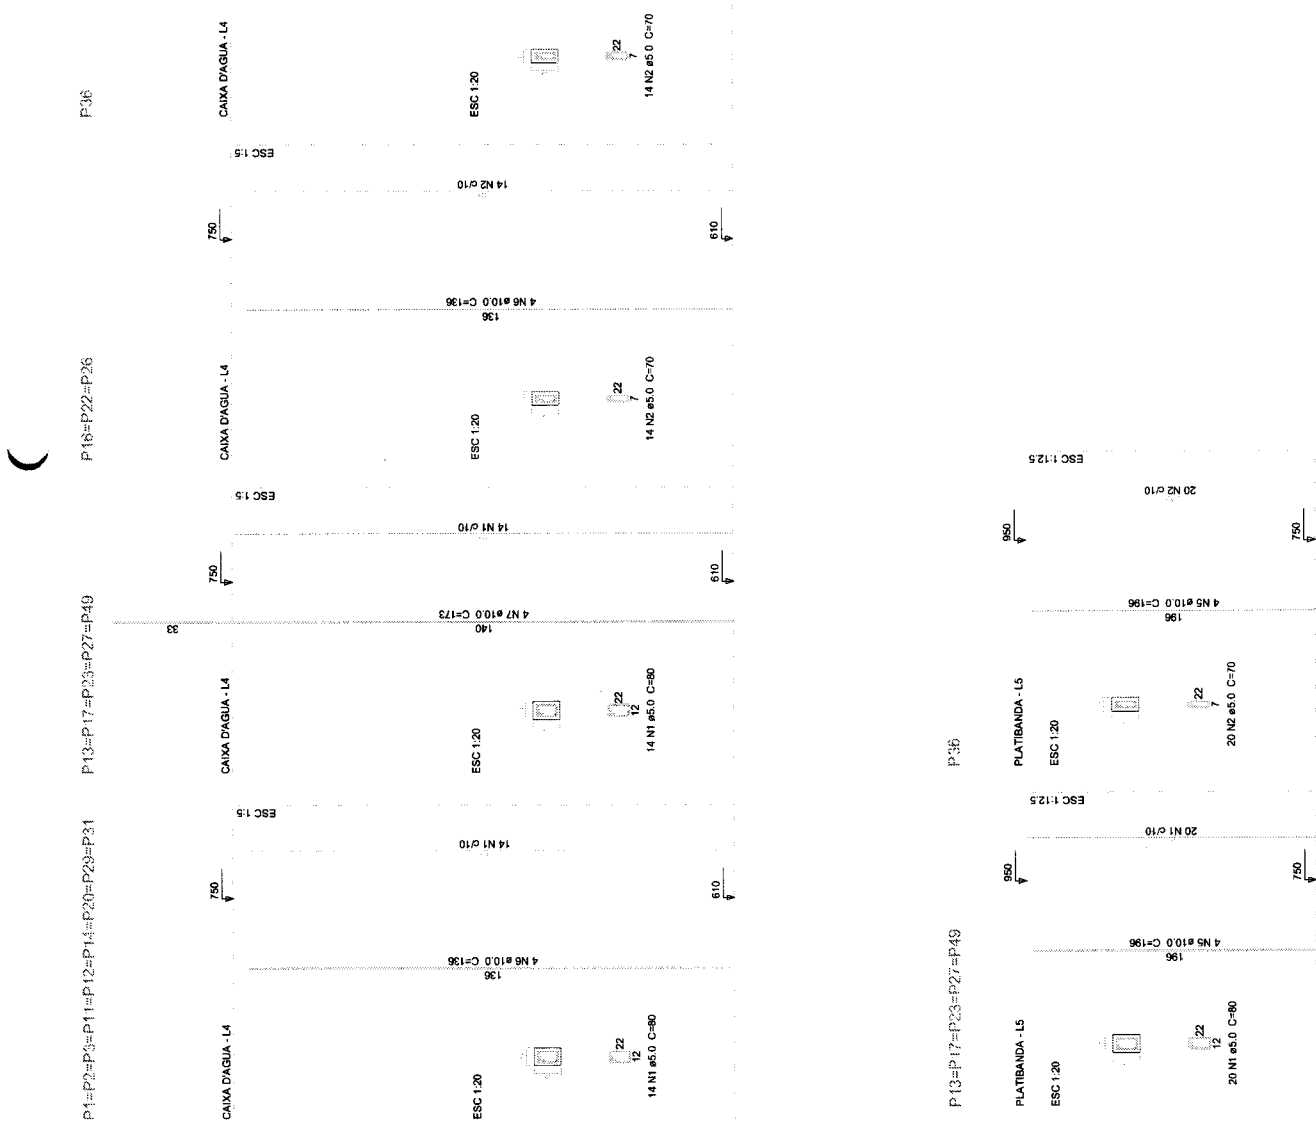 P1=P2=P3=P11=P12=P14=P20=P29=P31
CAIXA D'AGUA - L4
ESC 1:20
22
12
14 N1 ø5.0 C=80
4 N6 ø10.0 C=136
136
750
610
14 N1 c/10
ESC 1:5
P13=P17=P23=P27=P49
CAIXA D'AGUA - L4
ESC 1:20
22
12
14 N1 ø5.0 C=80
33
4 N7 ø10.0 C=173
140
750
610
14 N1 c/10
ESC 1:5
P16=P22=P26
CAIXA D'AGUA - L4
ESC 1:20
22
7
14 N2 ø5.0 C=70
4 N6 ø10.0 C=136
136
750
610
14 N2 c/10
ESC 1:5
P36
CAIXA D'AGUA - L4
ESC 1:20
22
7
14 N2 ø5.0 C=70
P13=P17=P23=P27=P49
PLATIBANDA - L5
ESC 1:20
22
12
20 N1 ø5.0 C=80
4 N5 ø10.0 C=196
196
950
750
20 N1 c/10
ESC 1:12.5
P36
PLATIBANDA - L5
ESC 1:20
22
7
20 N2 ø5.0 C=70
4 N5 ø10.0 C=196
196
950
750
20 N2 c/10
ESC 1:12.5